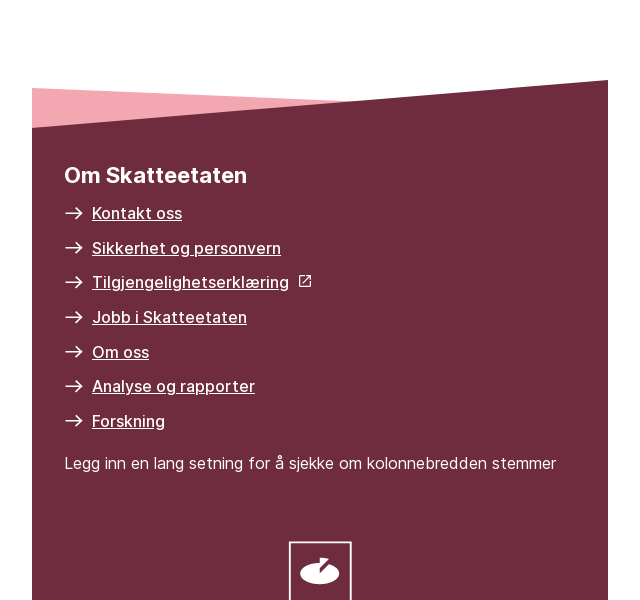 Om Skatteetaten
Kontakt oss
Sikkerhet og personvern
Tilgjengelighetserklæring
Jobb i Skatteetaten
Om oss
Analyse og rapporter
Forskning
Legg inn en lang setning for å sjekke om kolonnebredden stemmer